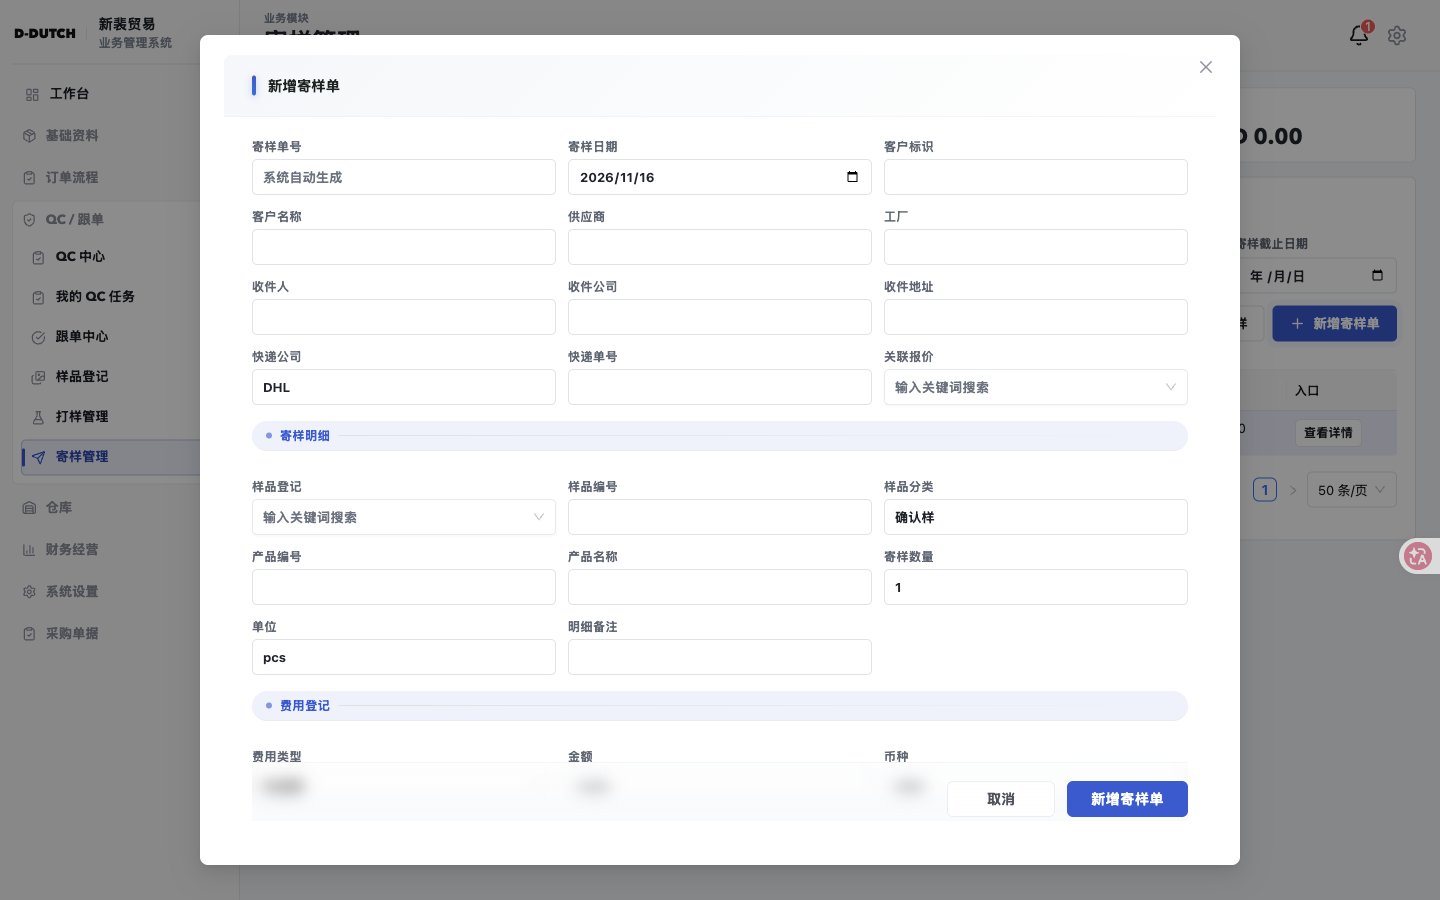 D-DUTCH
新裴贸易
业务管理系统
业务模块
1
工作台
基础资料
订单流程
QC / 跟单
QC 中心
我的 QC 任务
跟单中心
样品登记
打样管理
寄样管理
仓库
财务经营
系统设置
采购单据
新增寄样单
寄样单号
系统自动生成
寄样日期
2026/11/16
客户标识
客户名称
供应商
工厂
收件人
收件公司
收件地址
快递公司
DHL
快递单号
关联报价
输入关键词搜索
寄样明细
样品登记
输入关键词搜索
样品编号
样品分类
确认样
产品编号
产品名称
寄样数量
1
单位
pcs
明细备注
费用登记
费用类型
金额
币种
取消
新增寄样单
0.00
寄样截止日期
年 /月/日
新增寄样单
入口
查看详情
1
50 条/页